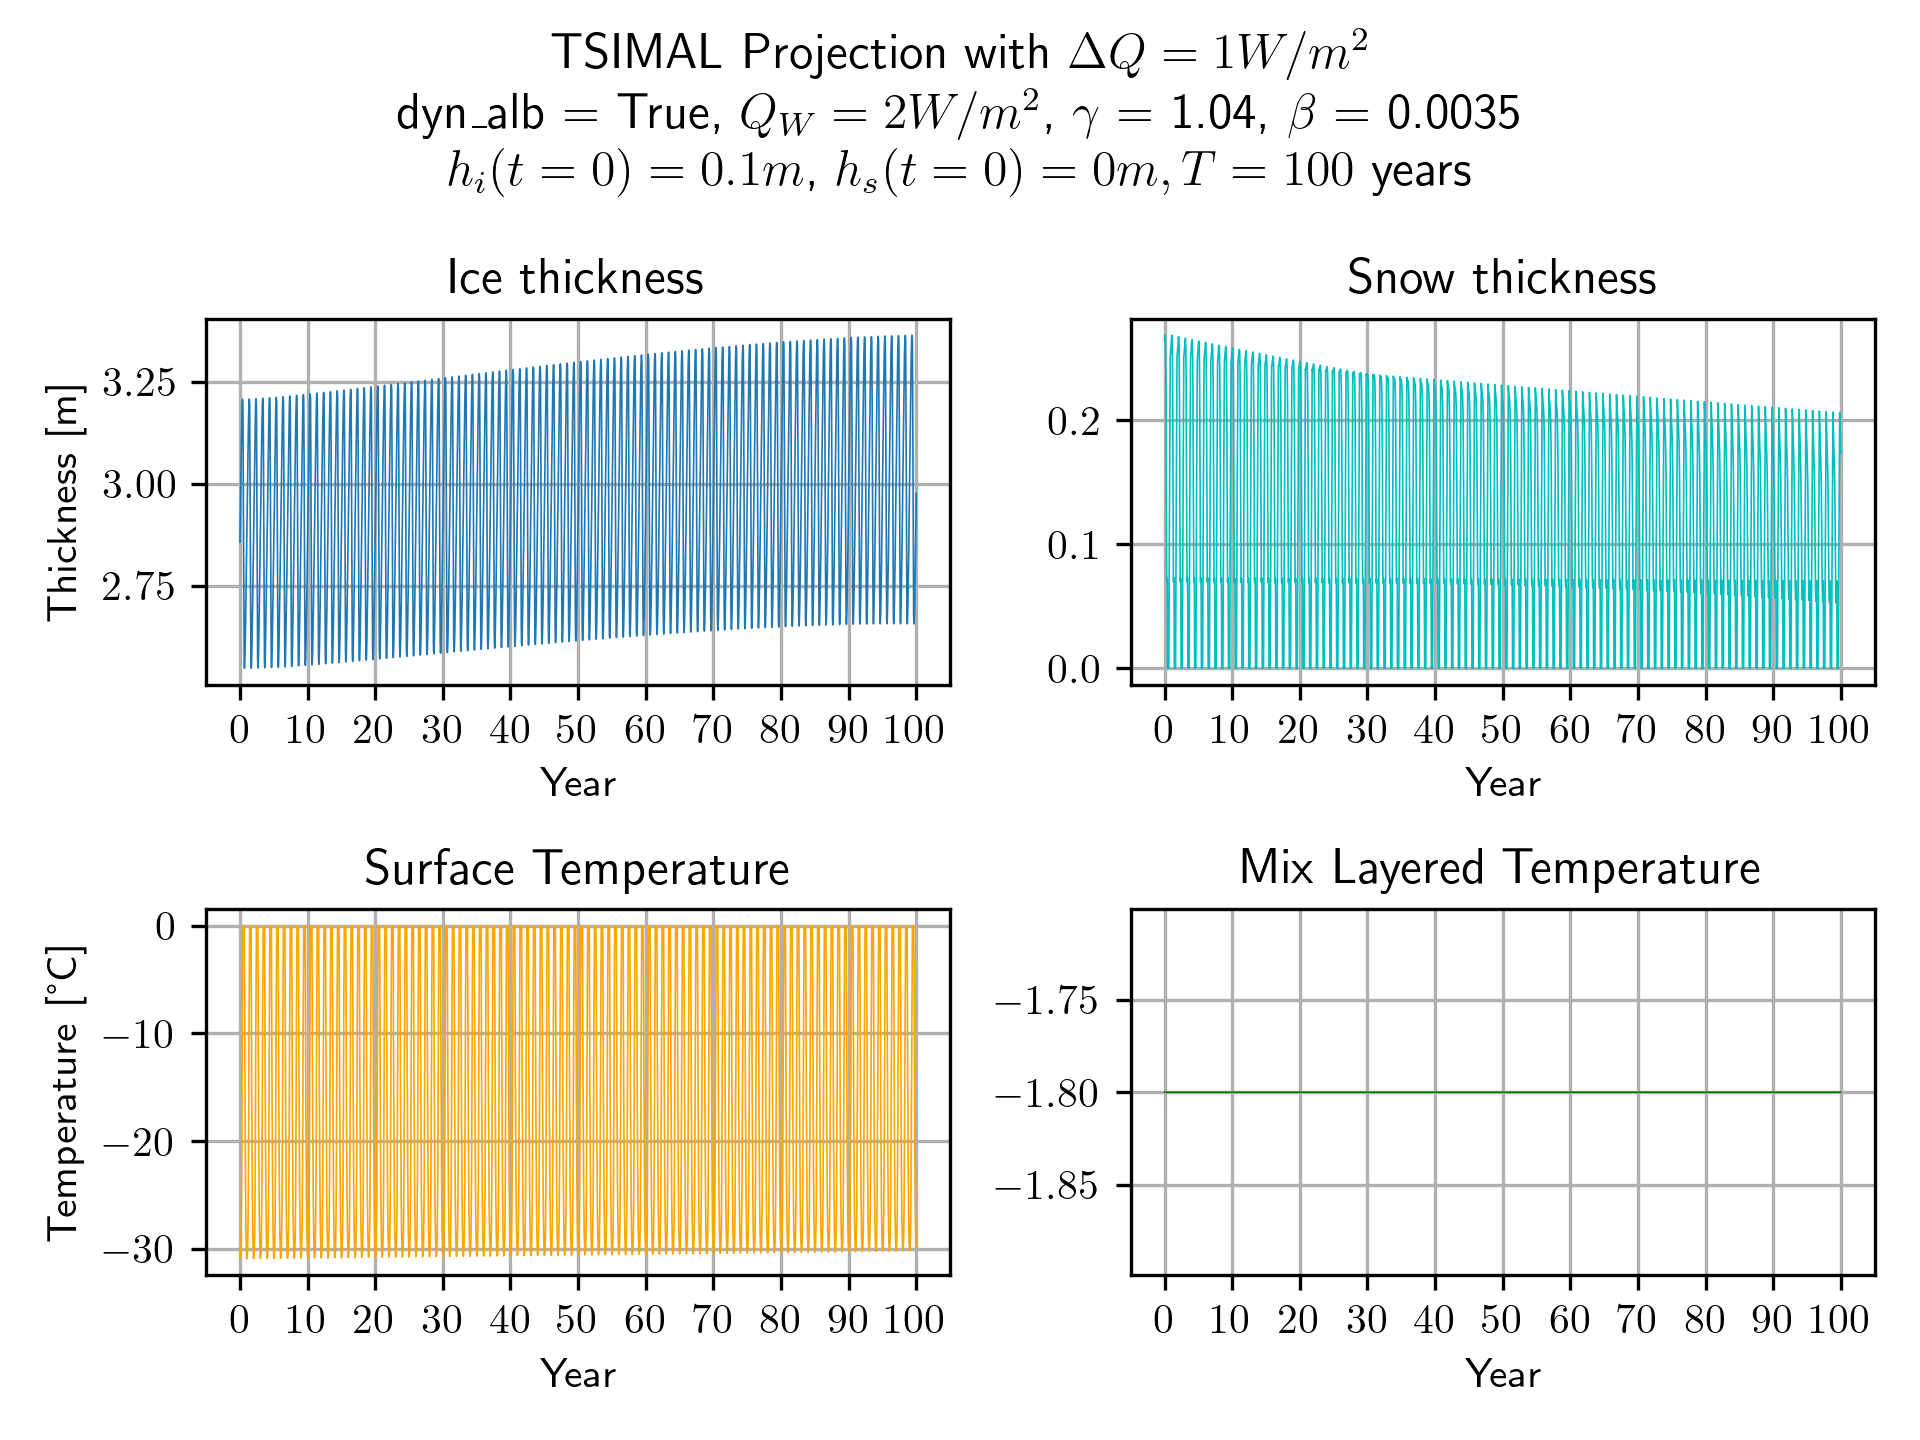 TSIMAL Projection with ΔQ = 1W/m²
dyn_alb = True, Q_W = 2W/m², γ = 1.04, β = 0.0035
h_i(t = 0) = 0.1m, h_s(t = 0) = 0m, T = 100 years
Ice thickness
Thickness [m]
3.25
3.00
2.75
0 10 20 30 40 50 60 70 80 90 100
Year
Snow thickness
0.2
0.1
0.0
0 10 20 30 40 50 60 70 80 90 100
Year
Surface Temperature
Temperature [°C]
0
−10
−20
−30
0 10 20 30 40 50 60 70 80 90 100
Year
Mix Layered Temperature
−1.75
−1.80
−1.85
0 10 20 30 40 50 60 70 80 90 100
Year